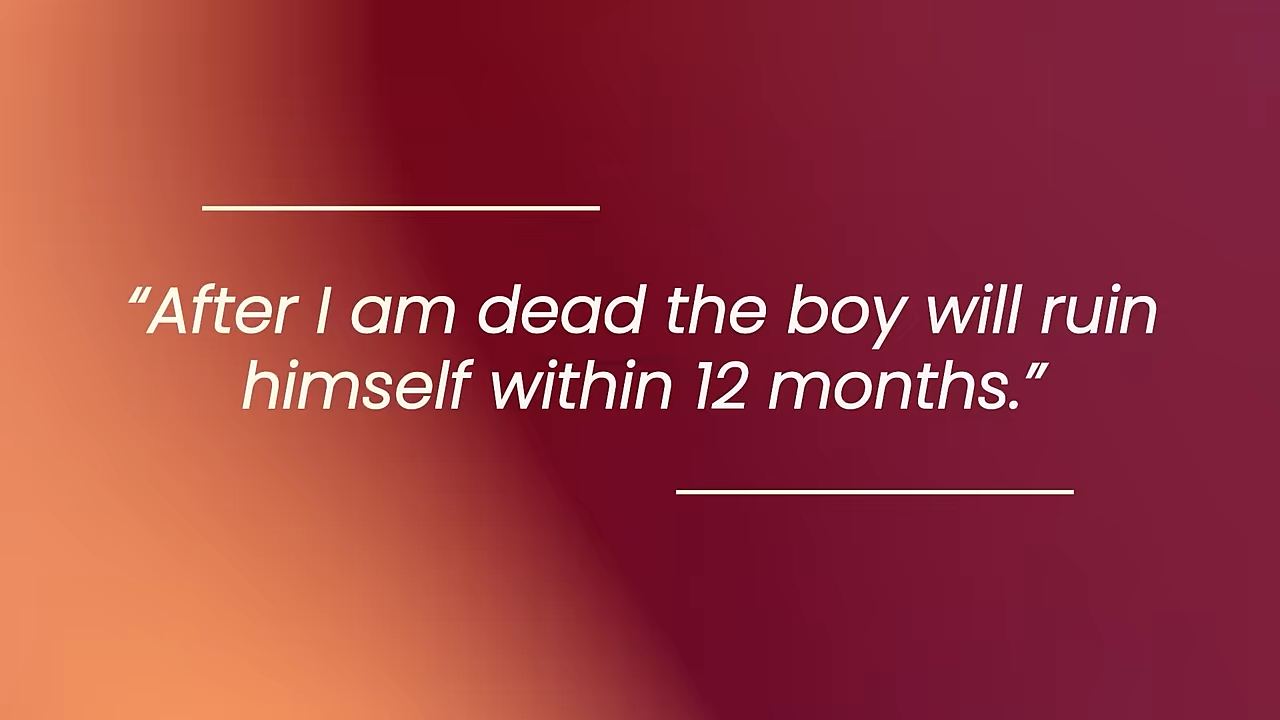 “After I am dead the boy will ruin
himself within 12 months.”